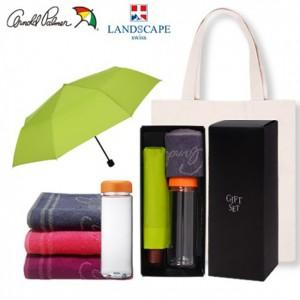 Arnold Palmer
LANDSCAPE
swiss
GIFT
SET